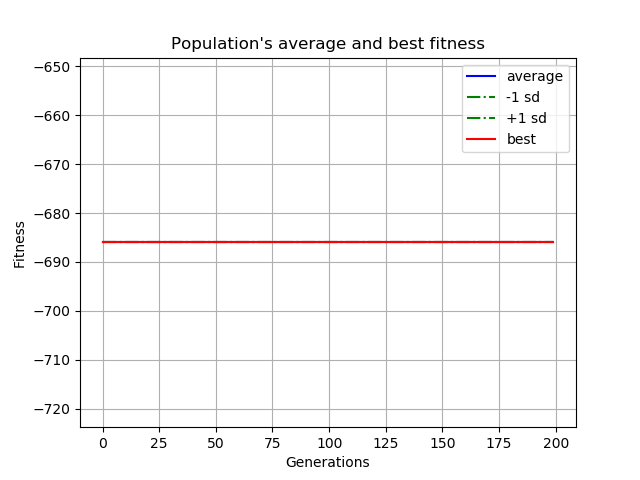 Population's average and best fitness
average
-1 sd
+1 sd
best
Fitness
−650
−660
−670
−680
−690
−700
−710
−720
0 25 50 75 100 125 150 175 200
Generations